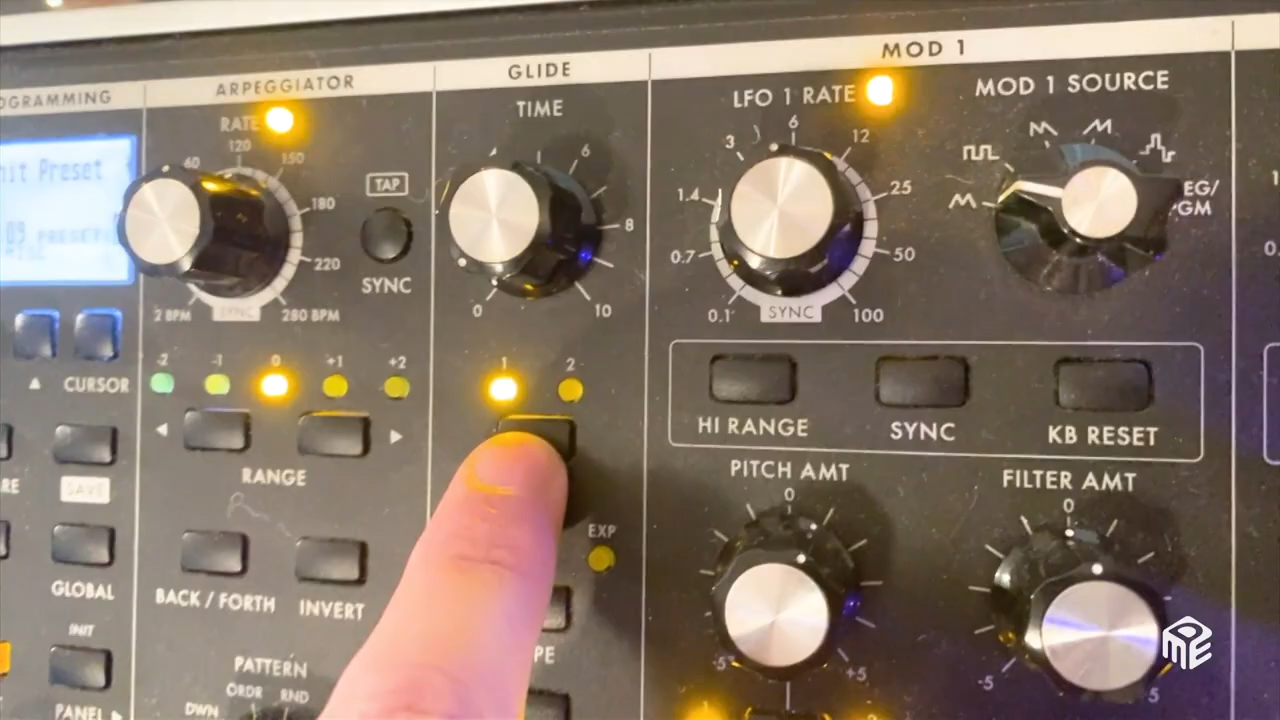 ARPEGGIATOR
GLIDE
MOD 1
RATE
TIME
LFO 1 RATE
MOD 1 SOURCE
60 120 150
180
220
2 BPM SYNC 280 BPM
TAP
SYNC
6
8
0 10
0.1 0.7 1.4 3 6 12 25 50 100
SYNC
EG/
PGM
Preset
PRESET
CURSOR
-2 -1 0 +1 +2
1 2
RANGE
HI RANGE SYNC KB RESET
SAVE
GLOBAL
BACK / FORTH INVERT
EXP
PITCH AMT
0
-5 +5
FILTER AMT
0
-5 5
INIT
PANEL
PATTERN
ORDR RND
DWN